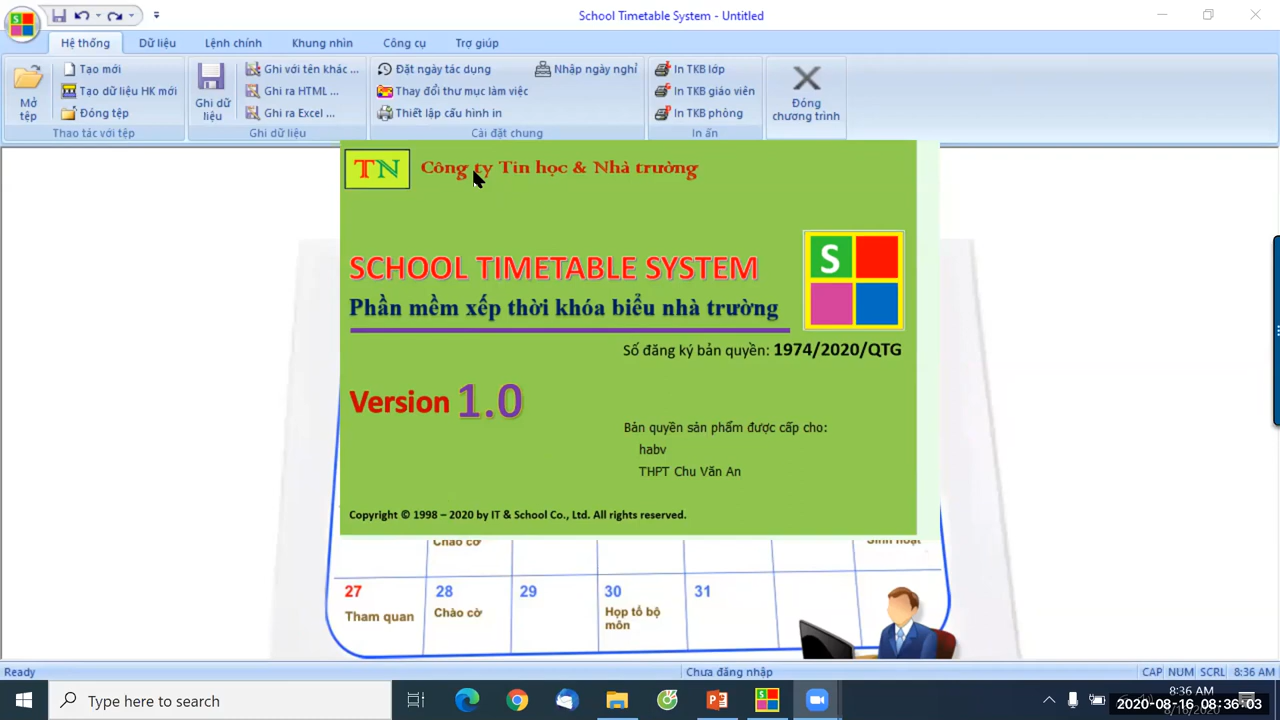 S
School Timetable System - Untitled
Hệ thống
Dữ liệu
Lệnh chính
Khung nhìn
Công cụ
Trợ giúp
Mở tệp
Tạo mới
Tạo dữ liệu HK mới
Đóng tệp
Thao tác với tệp
Ghi dữ liệu
Ghi với tên khác ...
Ghi ra HTML ...
Ghi ra Excel ...
Ghi dữ liệu
Đặt ngày tác dụng
Nhập ngày nghỉ
Thay đổi thư mục làm việc
Thiết lập cấu hình in
Cài đặt chung
In TKB lớp
In TKB giáo viên
In TKB phòng
In ấn
Đóng chương trình
TN
Công ty Tin học & Nhà trường
SCHOOL TIMETABLE SYSTEM
S
Phần mềm xếp thời khóa biểu nhà trường
Số đăng ký bản quyền: 1974/2020/QTG
Version 1.0
Bản quyền sản phẩm được cấp cho:
habv
THPT Chu Văn An
Copyright © 1998 – 2020 by IT & School Co., Ltd. All rights reserved.
Chào cờ
Sinh hoạt
27
28
29
30
31
Tham quan
Chào cờ
Họp tổ bộ
môn
Ready
Chưa đăng nhập
CAP NUM SCRL 8:36 AM
Type here to search
8:36 AM
2020-08-16 08:36:03